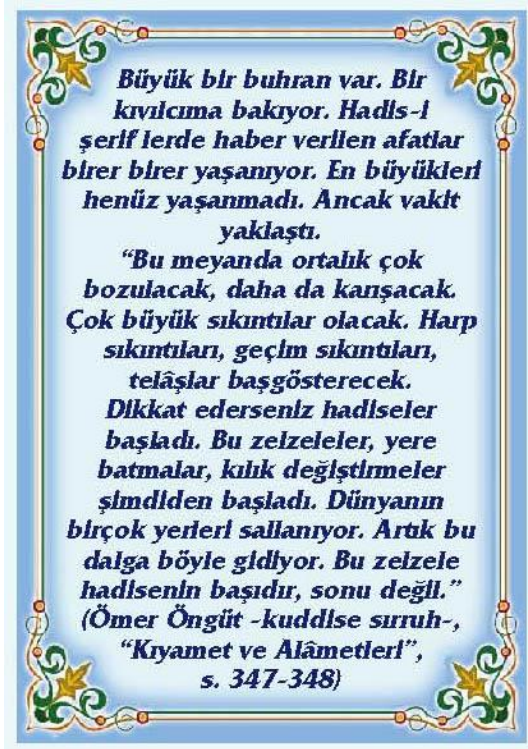 Büyük bir buhran var. Bir
kıvılcıma bakıyor. Hadis-i
şerif lerde haber verilen afatlar
birer birer yaşanıyor. En büyükleri
henüz yaşanmadı. Ancak vakit
yaklaştı.
“Bu meyanda ortalık çok
bozulacak, daha da karışacak.
Çok büyük sıkıntılar olacak. Harp
sıkıntıları, geçim sıkıntıları,
telâşlar başgösterecek.
Dikkat ederseniz hadiseler
başladı. Bu zelzeleler, yere
batmalar, kılık değiştirmeler
şimdiden başladı. Dünyanın
birçok yerleri sallanıyor. Artık bu
dalga böyle gidiyor. Bu zelzele
hadisenin başıdır, sonu değil.”
(Ömer Öngüt -kuddise sırruh-,
“Kıyamet ve Alâmetleri”,
s. 347-348)